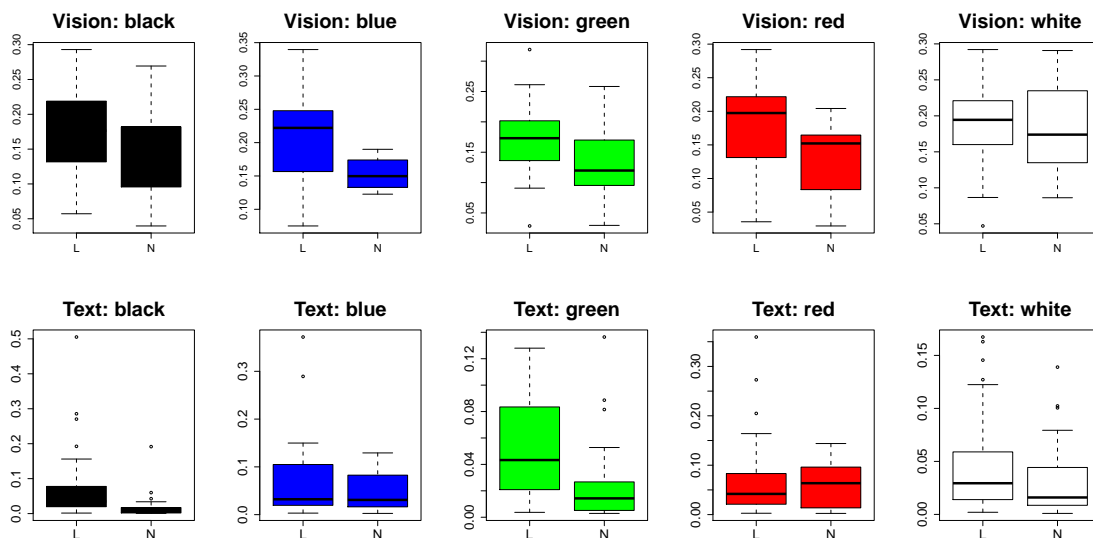 Vision: black
0.05 0.10 0.15 0.20 0.25 0.30
L N
Vision: blue
0.10 0.15 0.20 0.25 0.35
L N
Vision: green
0.05 0.15 0.25
L N
Vision: red
0.05 0.10 0.15 0.20 0.25 0.30
L N
Vision: white
0.05 0.10 0.15 0.20 0.25 0.30
L N
Text: black
0.0 0.1 0.2 0.3 0.4 0.5
L N
Text: blue
0.0 0.1 0.2 0.3
L N
Text: green
0.00 0.04 0.08 0.12
L N
Text: red
0.00 0.05 0.10 0.20 0.30
L N
Text: white
0.00 0.05 0.10 0.15
L N